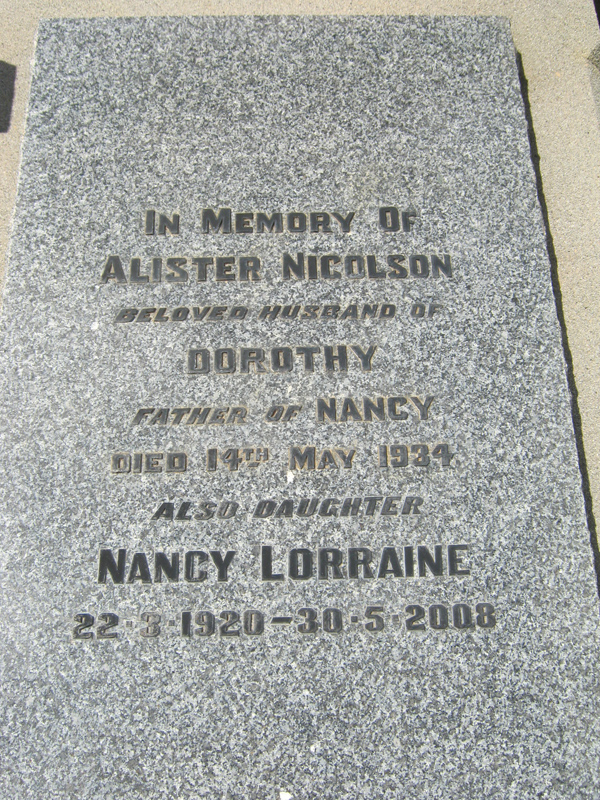 IN MEMORY OF
ALISTER NICOLSON
BELOVED HUSBAND OF
DOROTHY
FATHER OF NANCY
DIED 14TH MAY 1934
ALSO DAUGHTER
NANCY LORRAINE
22·3·1920-30·5·2008